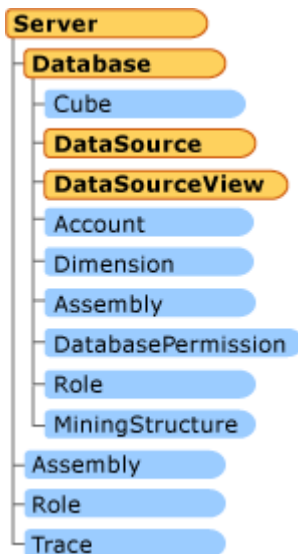 Server
Database
Cube
DataSource
DataSourceView
Account
Dimension
Assembly
DatabasePermission
Role
MiningStructure
Assembly
Role
Trace